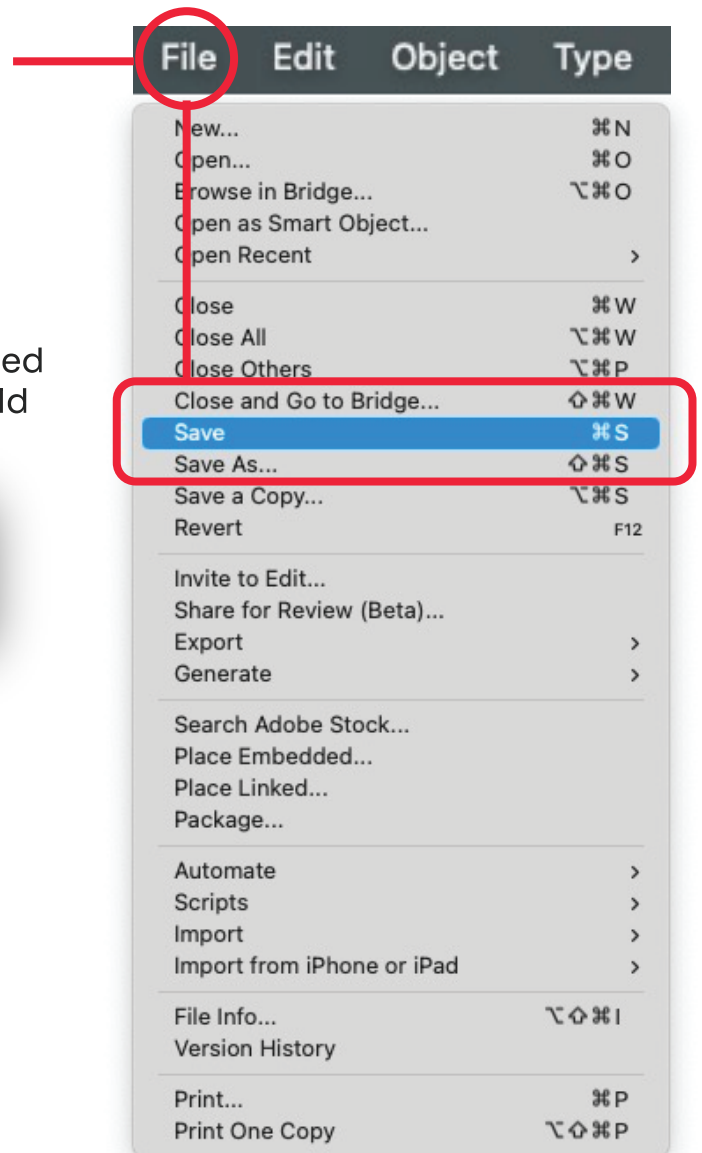 File Edit Object Type
New... ⌘N
Open... ⌘O
Browse in Bridge... ⌥⌘O
Open as Smart Object...
Open Recent >
Close ⌘W
Close All ⌥⌘W
ed
Close Others ⌥⌘P
ld
Close and Go to Bridge... ⇧⌘W
Save ⌘S
Save As... ⇧⌘S
Save a Copy... ⌥⌘S
Revert F12
Invite to Edit...
Share for Review (Beta)...
Export >
Generate >
Search Adobe Stock...
Place Embedded...
Place Linked...
Package...
Automate >
Scripts >
Import >
Import from iPhone or iPad >
File Info... ⌥⇧⌘I
Version History
Print... ⌘P
Print One Copy ⌥⇧⌘P